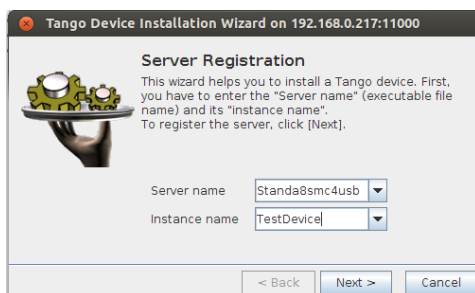 Tango Device Installation Wizard on 192.168.0.217:11000
Server Registration
This wizard helps you to install a Tango device. First,
you have to enter the "Server name" (executable file
name) and its "instance name".
To register the server, click [Next].
Server name Standa8smc4usb
Instance name TestDevice
< Back Next > Cancel